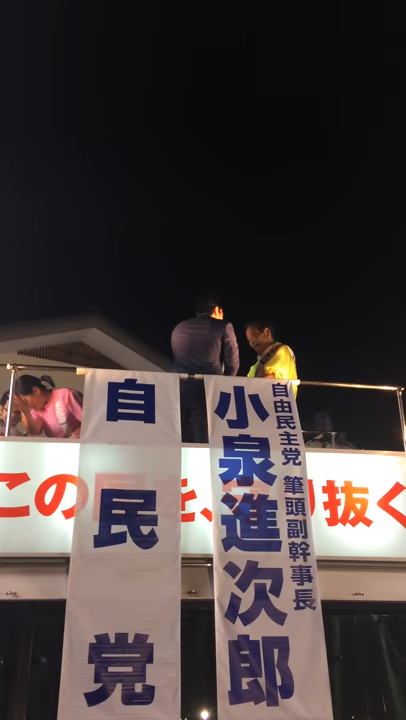 自由民主党 筆頭副幹事長
小泉進次郎
自民党
この
を、
り抜く